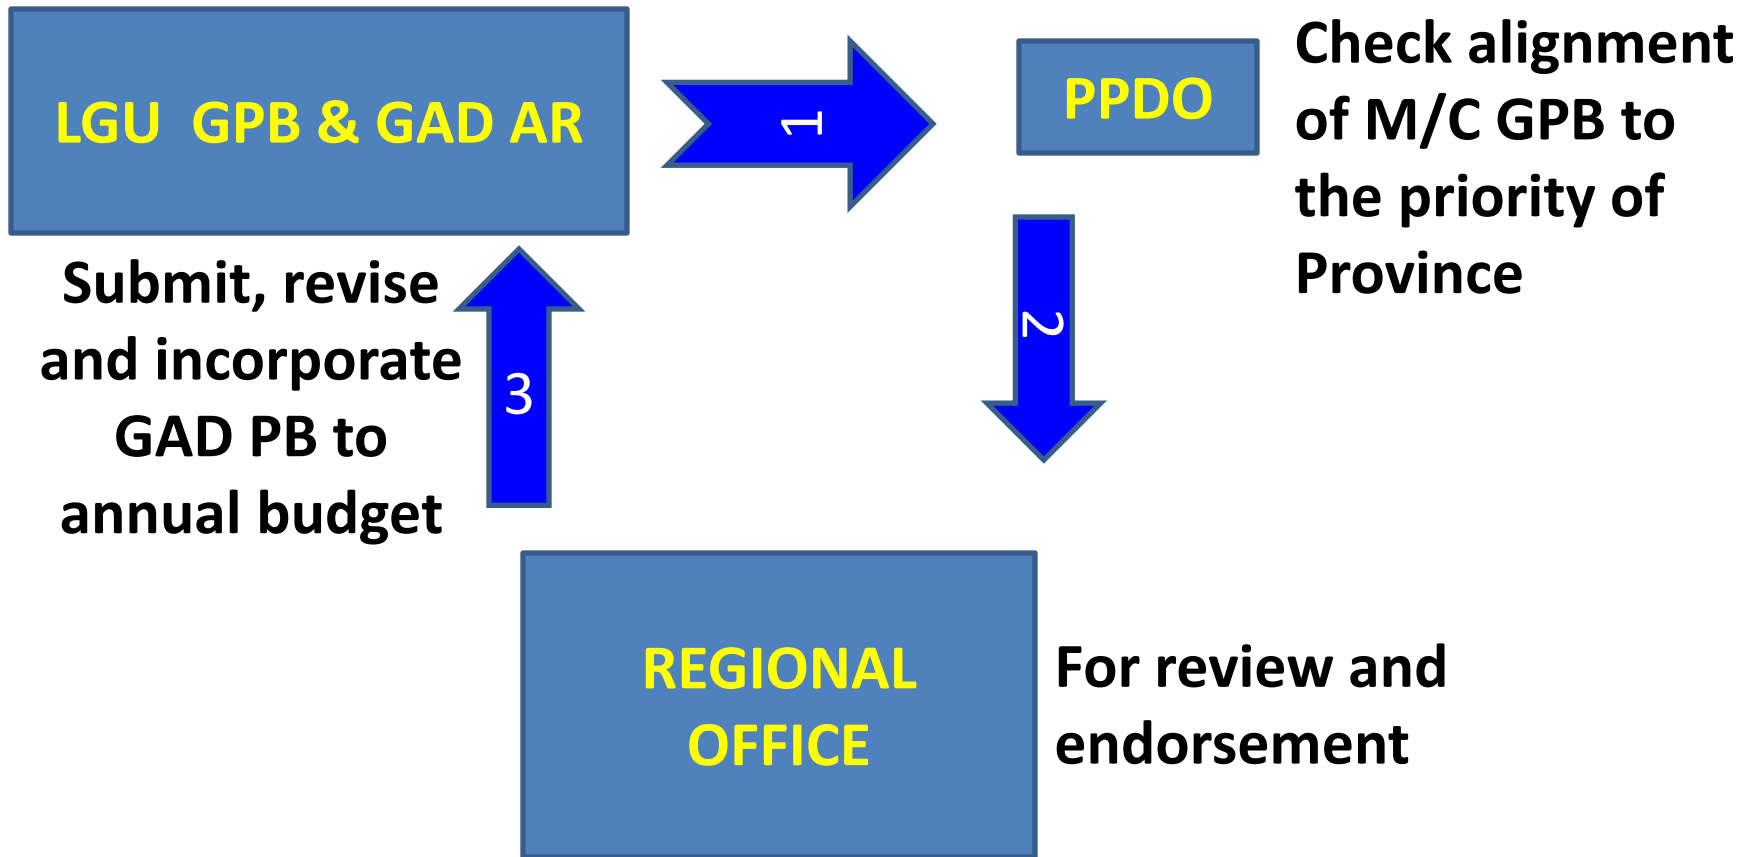 LGU  GPB & GAD AR
1
PPDO
Check alignment
of M/C GPB to
the priority of
Province
Submit, revise
and incorporate
GAD PB to
annual budget
3
2
REGIONAL
OFFICE
For review and
endorsement